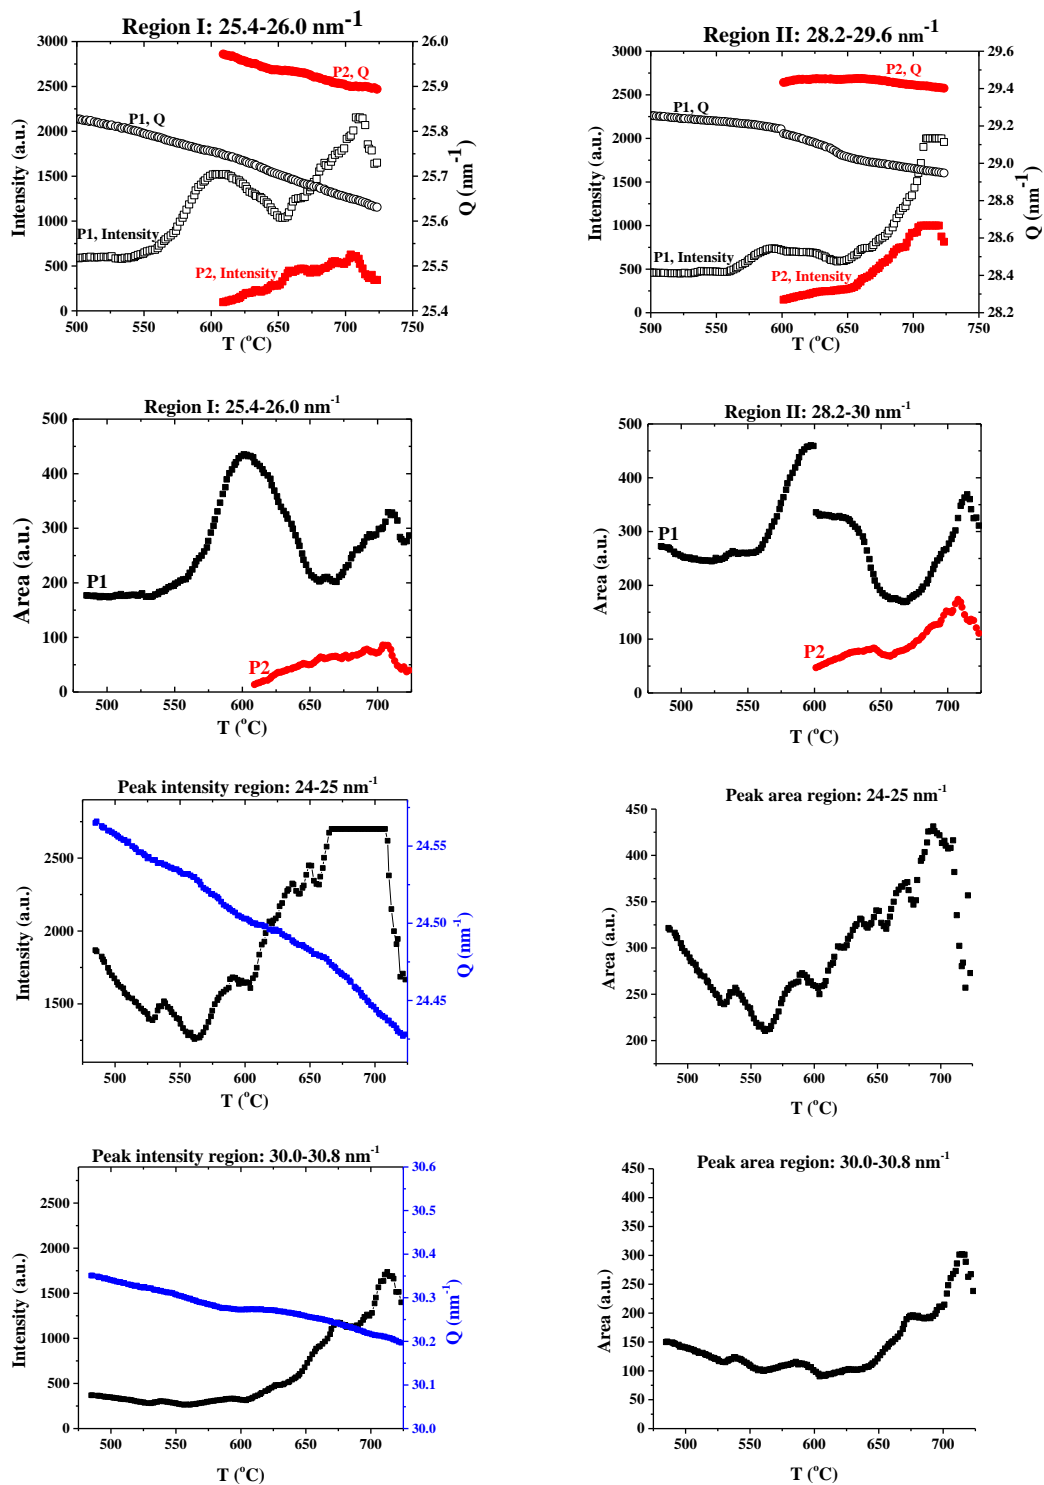 Region I: 25.4-26.0 nm⁻¹
3000
2500
2000
1500
1000
500
0
Intensity (a.u.)
26.0
25.9
25.8
25.7
25.6
25.5
25.4
Q (nm⁻¹)
P2, Q
P1, Q
P1, Intensity
P2, Intensity
500 550 600 650 700 750
T (°C)
Region II: 28.2-29.6 nm⁻¹
3000
2500
2000
1500
1000
500
0
Intensity (a.u.)
29.6
29.4
29.2
29.0
28.8
28.6
28.4
28.2
Q (nm⁻¹)
P2, Q
P1, Q
P1, Intensity
P2, Intensity
500 550 600 650 700 750
T (°C)
Region I: 25.4-26.0 nm⁻¹
500
400
300
200
100
0
Area (a.u.)
P1
P2
500 550 600 650 700
T (°C)
Region II: 28.2-30 nm⁻¹
500
400
300
200
100
0
Area (a.u.)
P1
P2
500 550 600 650 700
T (°C)
Peak intensity region: 24-25 nm⁻¹
2500
2000
1500
Intensity (a.u.)
24.55
24.50
24.45
Q (nm⁻¹)
500 550 600 650 700
T (°C)
Peak area region: 24-25 nm⁻¹
450
400
350
300
250
200
Area (a.u.)
500 550 600 650 700
T (°C)
Peak intensity region: 30.0-30.8 nm⁻¹
2500
2000
1500
1000
500
0
Intensity (a.u.)
30.6
30.5
30.4
30.3
30.2
30.1
30.0
Q (nm⁻¹)
500 550 600 650 700
T (°C)
Peak area region: 30.0-30.8 nm⁻¹
450
400
350
300
250
200
150
100
50
0
Area (a.u.)
500 550 600 650 700
T (°C)